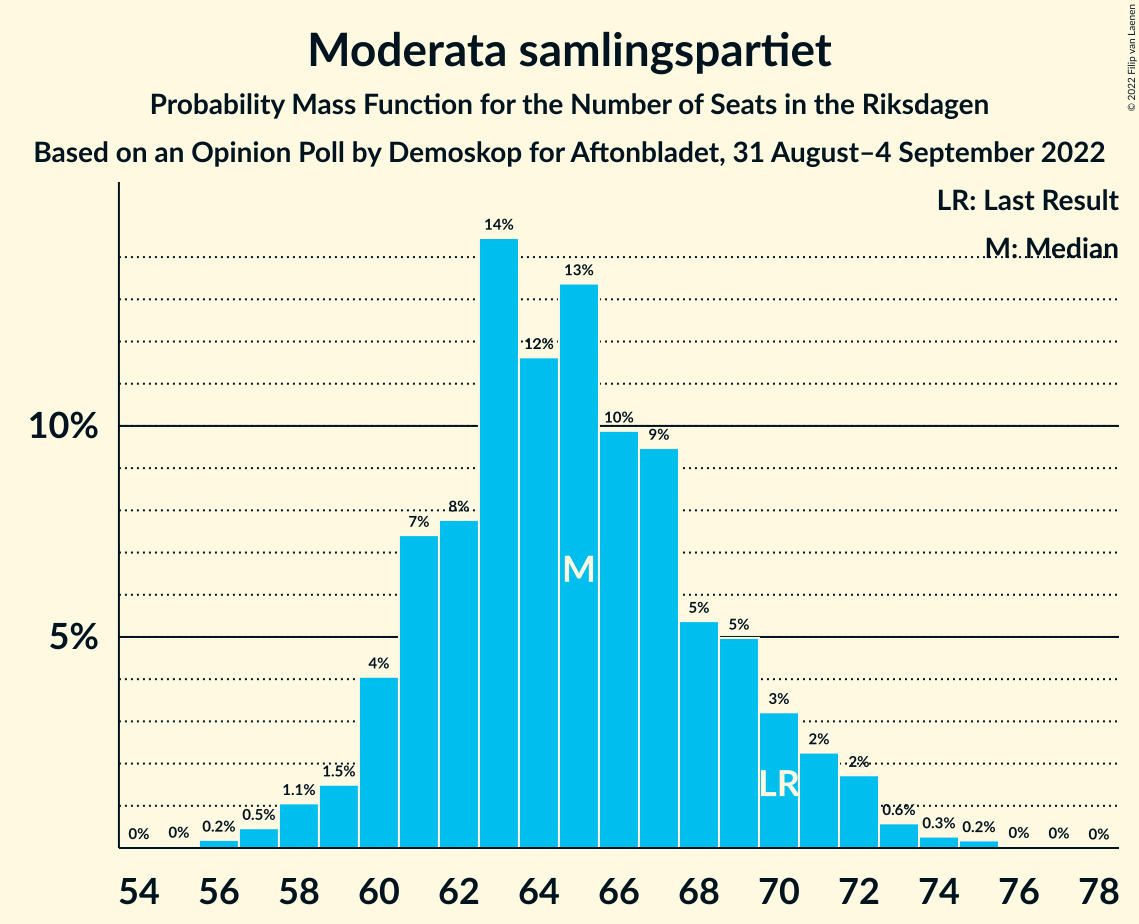 Moderata samlingspartiet
Probability Mass Function for the Number of Seats in the Riksdagen
Based on an Opinion Poll by Demoskop for Aftonbladet, 31 August–4 September 2022
© 2022 Filip van Laenen
LR: Last Result
M: Median
10%
5%
0% 0% 0.2% 0.5% 1.1% 1.5% 4% 7% 8% 14% 12% 13% 10% 9% 5% 5% 3% 2% 2% 0.6% 0.3% 0.2% 0% 0% 0%
M
LR
54 56 58 60 62 64 66 68 70 72 74 76 78